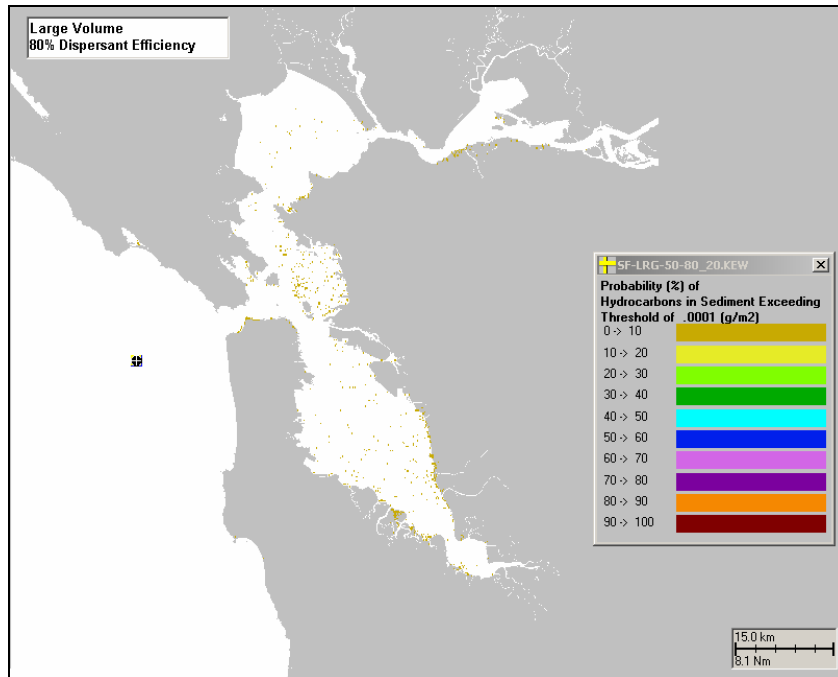 Large Volume
80% Dispersant Efficiency
SF-LRG-50-80_20.KEW
Probability (%) of
Hydrocarbons in Sediment Exceeding
Threshold of .0001 (g/m2)
0 -> 10
10 -> 20
20 -> 30
30 -> 40
40 -> 50
50 -> 60
60 -> 70
70 -> 80
80 -> 90
90 -> 100
15.0 km
8.1 Nm